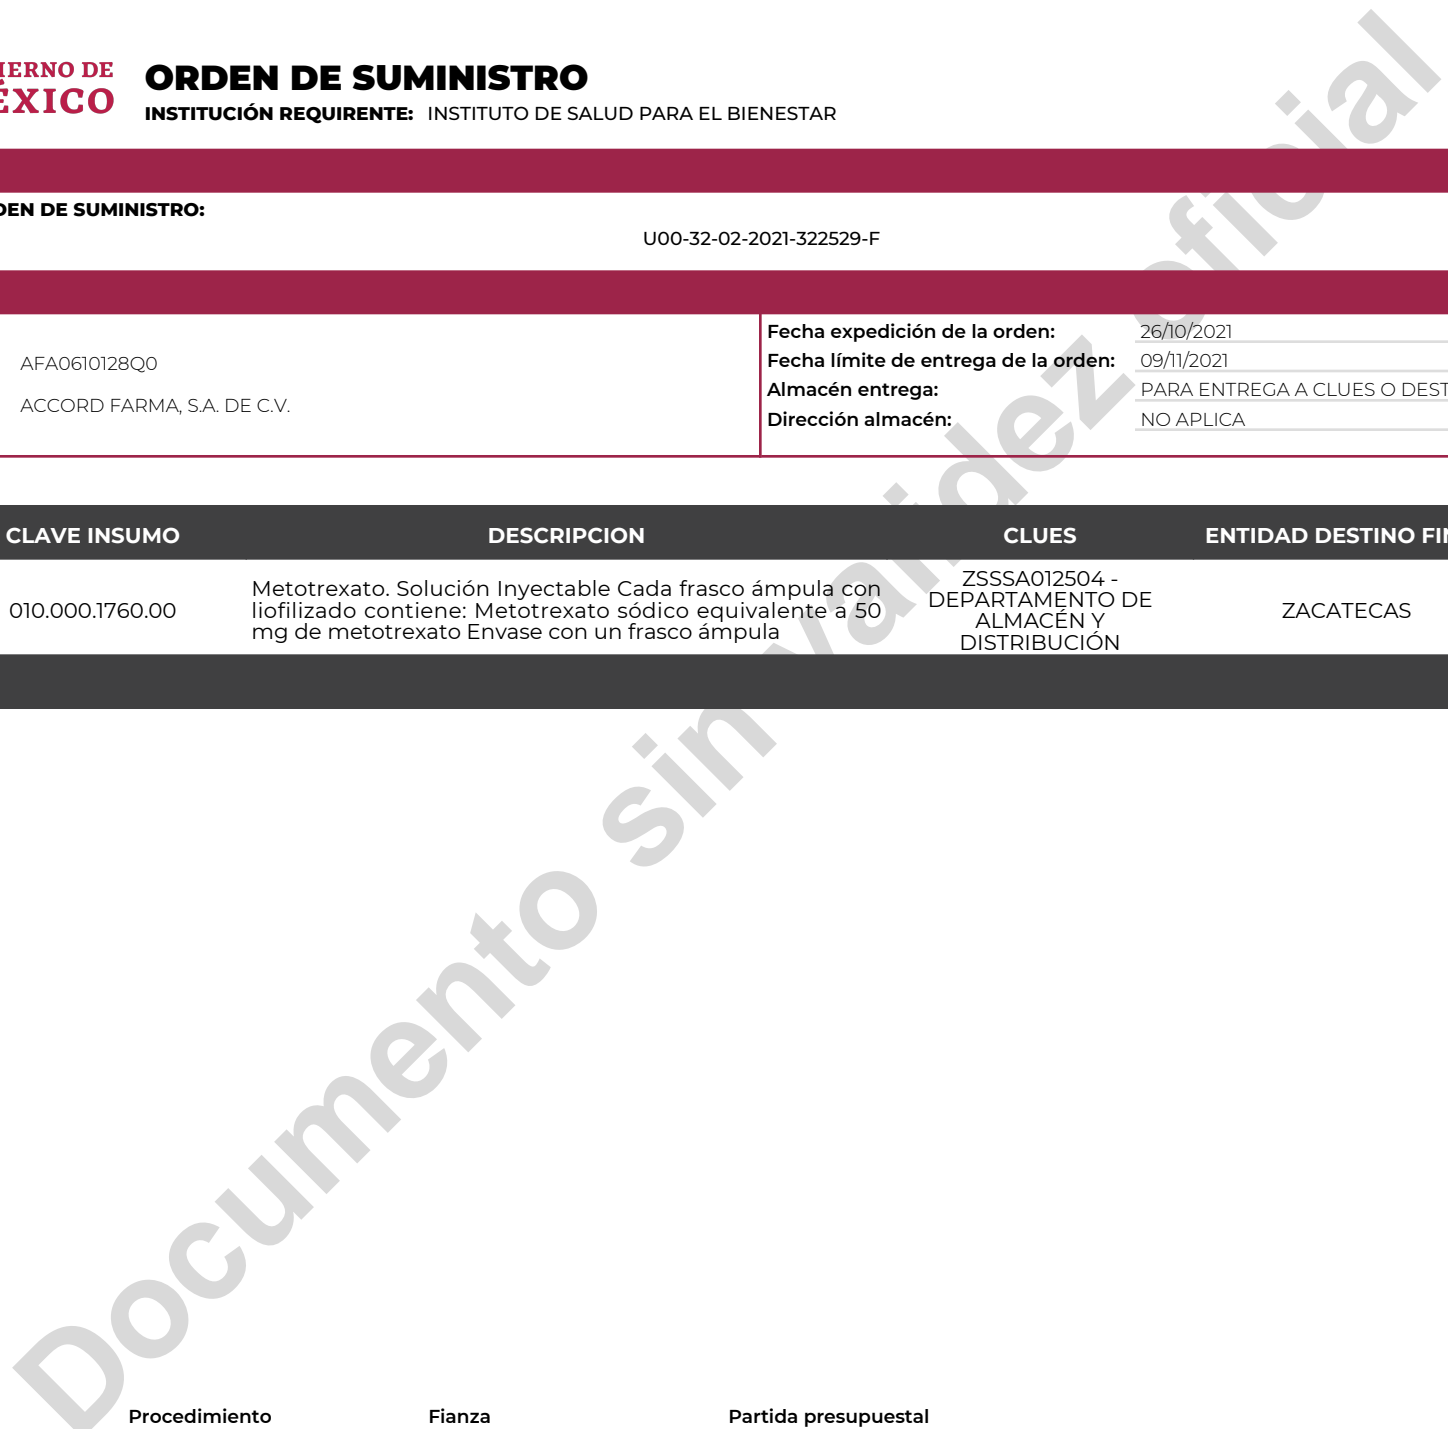 IERNO DE
ÉXICO
ORDEN DE SUMINISTRO
INSTITUCIÓN REQUIRENTE: INSTITUTO DE SALUD PARA EL BIENESTAR
DEN DE SUMINISTRO:
U00-32-02-2021-322529-F
AFA0610128Q0
ACCORD FARMA, S.A. DE C.V.
Fecha expedición de la orden: 26/10/2021
Fecha límite de entrega de la orden: 09/11/2021
Almacén entrega: PARA ENTREGA A CLUES O DEST
Dirección almacén: NO APLICA
CLAVE INSUMO DESCRIPCION CLUES ENTIDAD DESTINO FIN
010.000.1760.00
Metotrexato. Solución Inyectable Cada frasco ámpula con
liofilizado contiene: Metotrexato sódico equivalente a 50
mg de metotrexato Envase con un frasco ámpula
ZSSSA012504 -
DEPARTAMENTO DE
ALMACÉN Y
DISTRIBUCIÓN
ZACATECAS
Documento sin validez oficial
Procedimiento Fianza Partida presupuestal